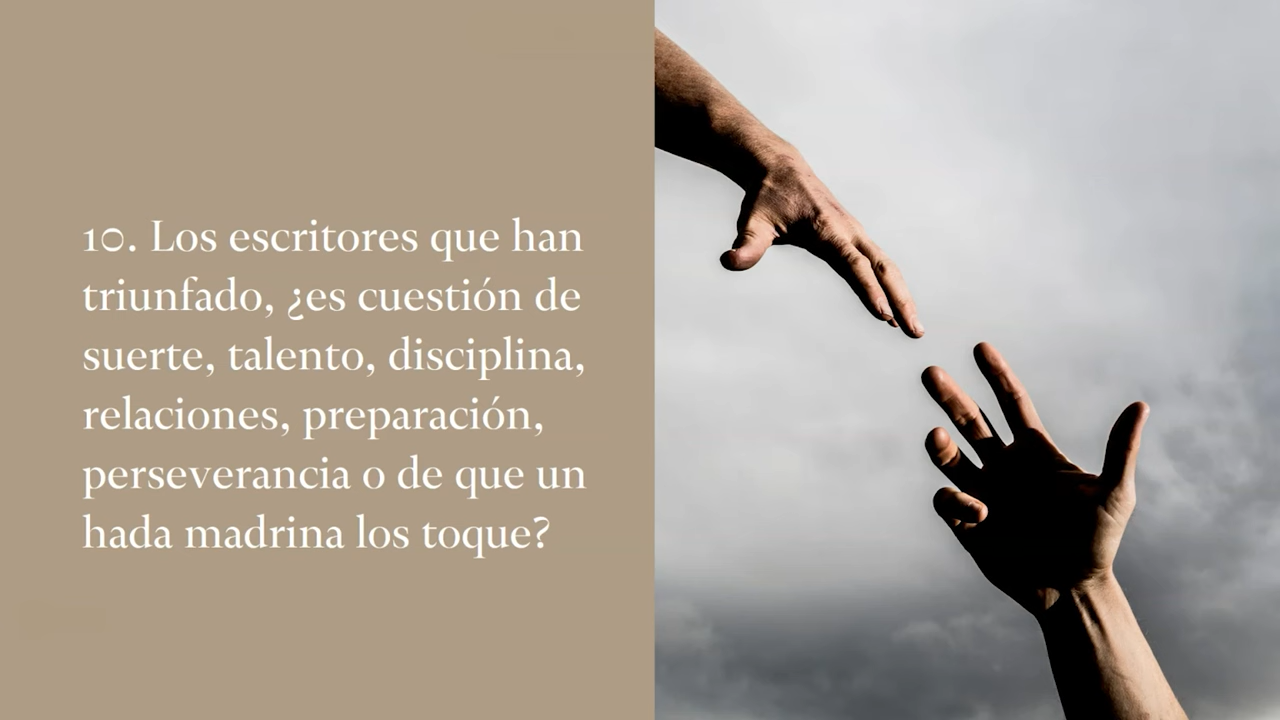 10. Los escritores que han
triunfado, ¿es cuestión de
suerte, talento, disciplina,
relaciones, preparación,
perseverancia o de que un
hada madrina los toque?